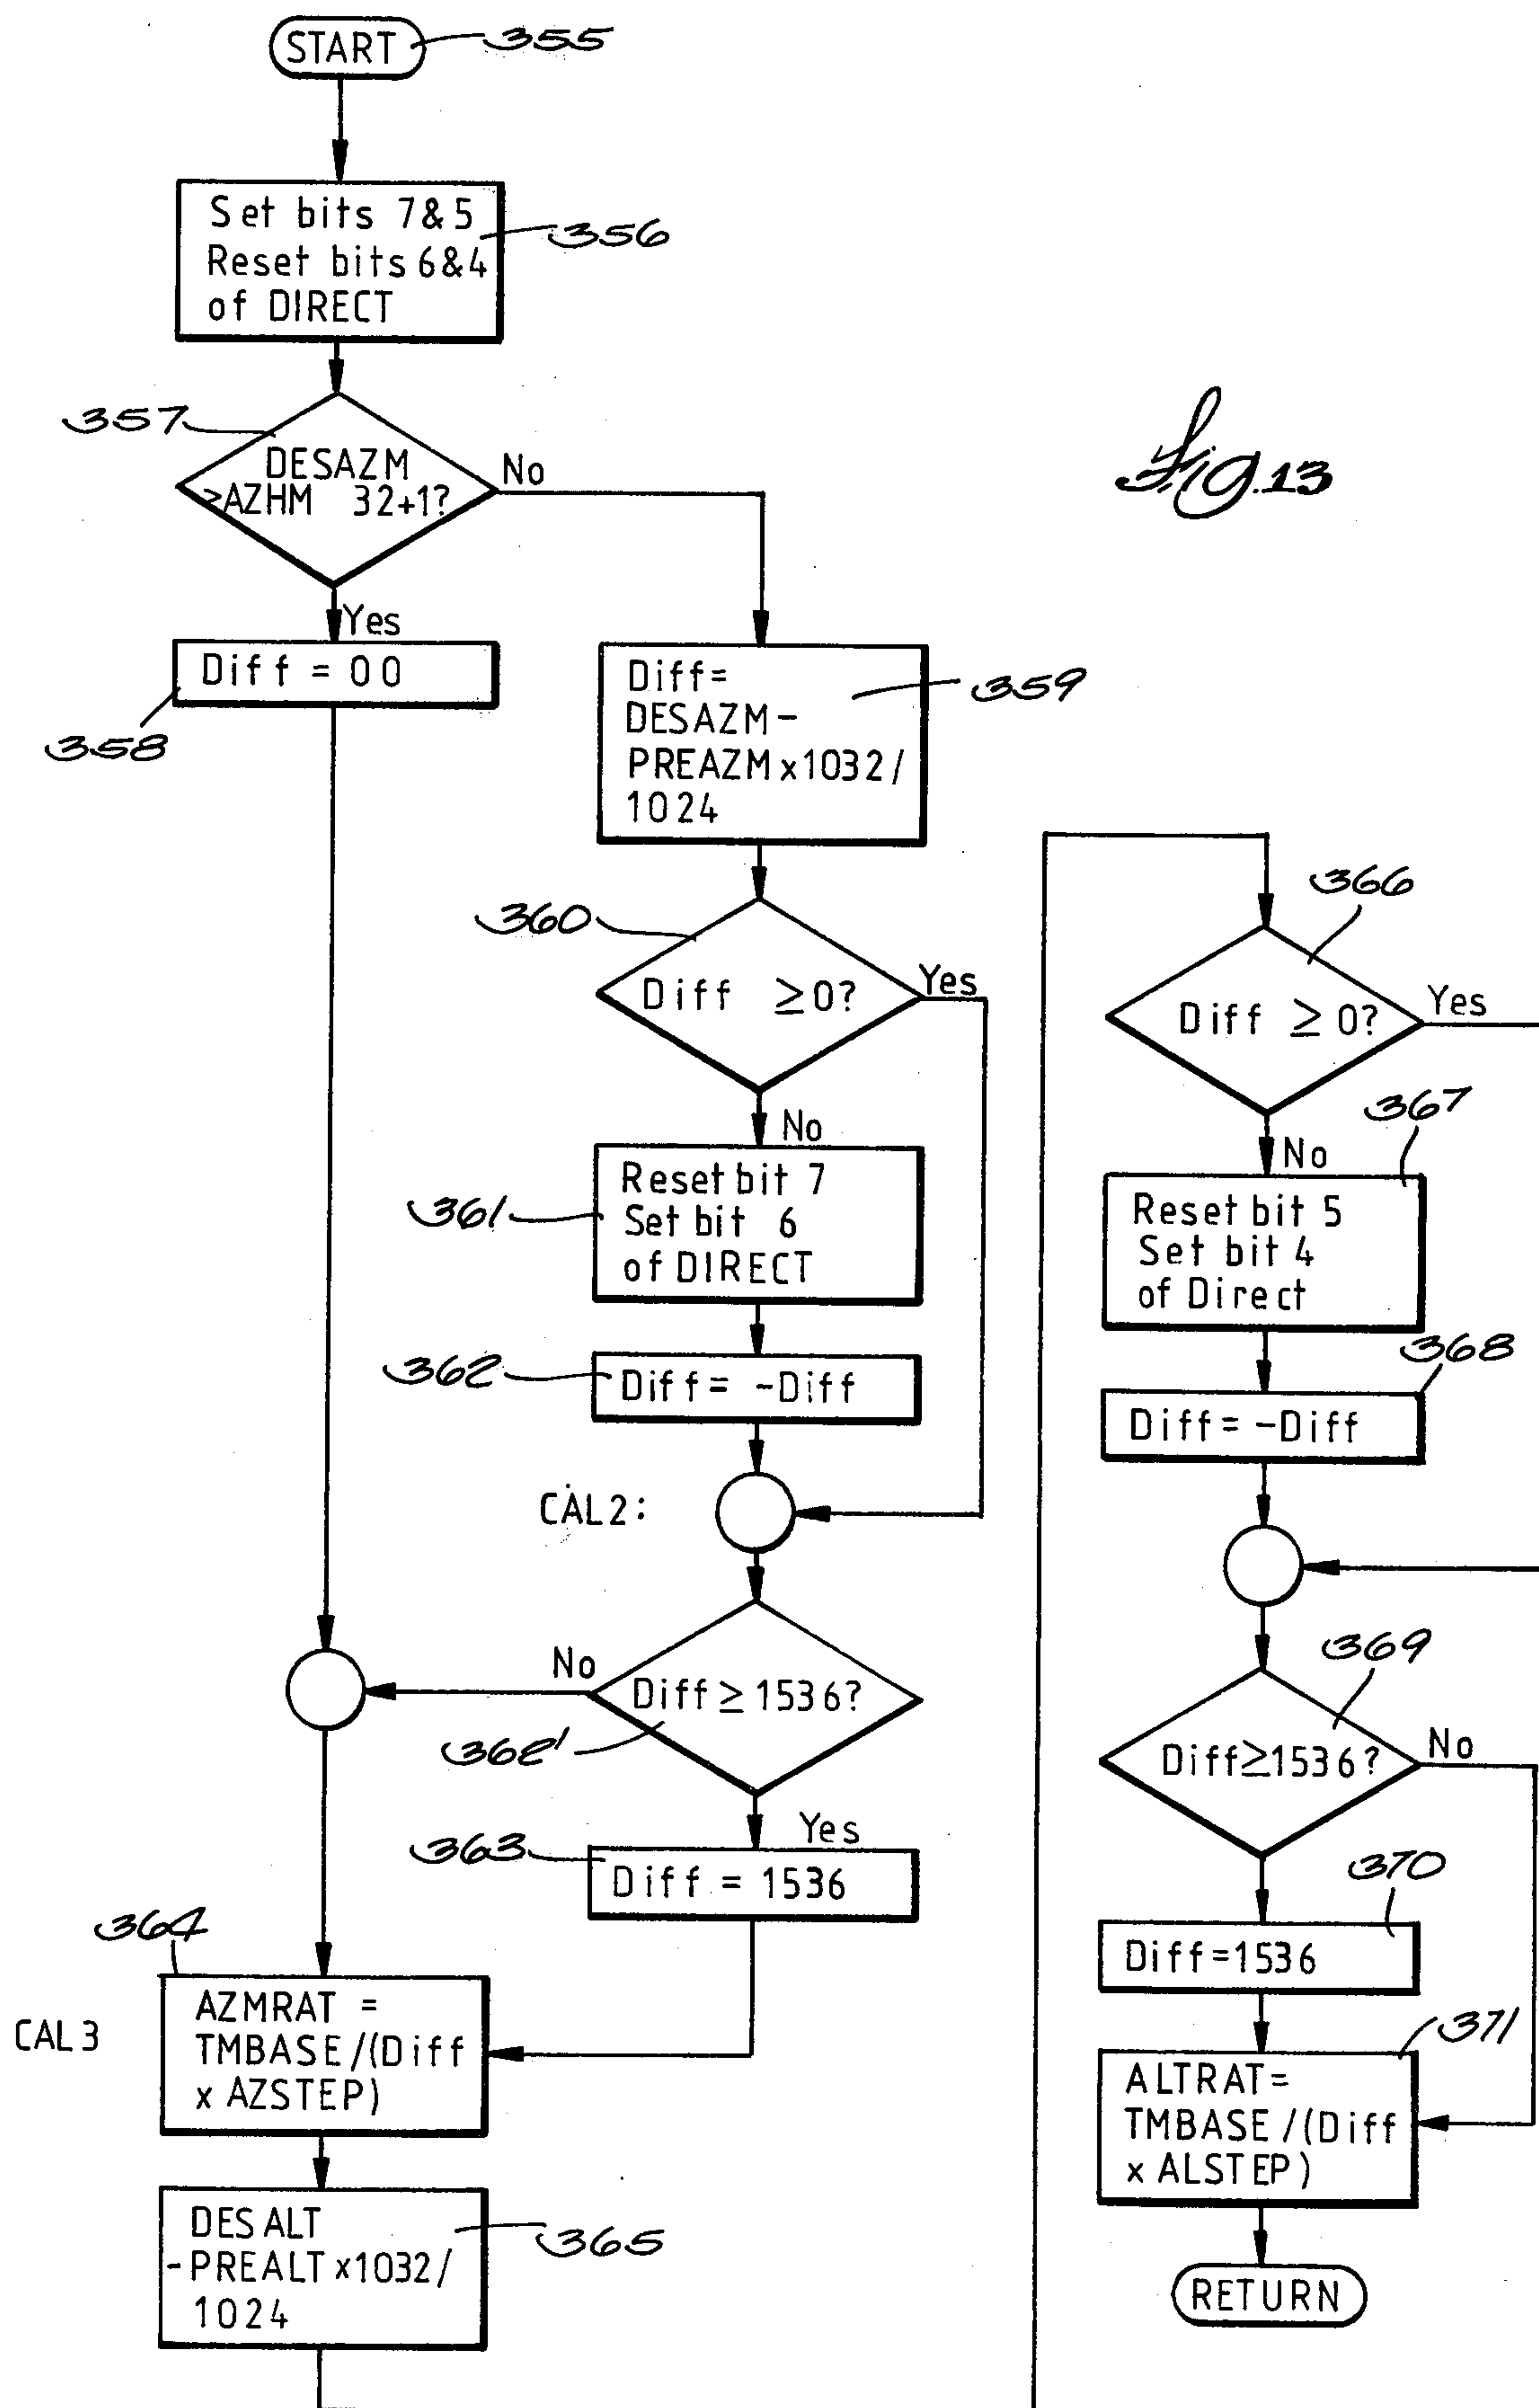 START
355
Set bits 7&5
Reset bits 6&4
of DIRECT
356
Fig.13
357
DESAZM
>AZHM 32+1?
No
Yes
Diff = 00
358
Diff=
DESAZM-
PREAZM x1032/
1024
359
360
Diff ≥0?
Yes
No
Reset bit 7
Set bit 6
of DIRECT
361
362
Diff= -Diff
CAL2:
No
Diff≥1536?
362'
Yes
363
Diff = 1536
364
CAL3
AZMRAT =
TMBASE/(Diff
x AZSTEP)
DESALT
-PREALT x1032/
1024
365
366
Diff ≥ 0?
Yes
No
367
Reset bit 5
Set bit 4
of Direct
368
Diff= -Diff
369
Diff≥1536?
No
370
Diff=1536
371
ALTRAT=
TMBASE/(Diff
x ALSTEP)
RETURN